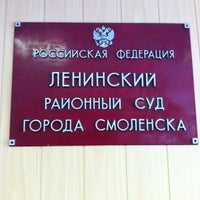 РОССИЙСКАЯ ФЕДЕРАЦИЯ
ЛЕНИНСКИЙ
РАЙОННЫЙ СУД
ГОРОДА СМОЛЕНСКА